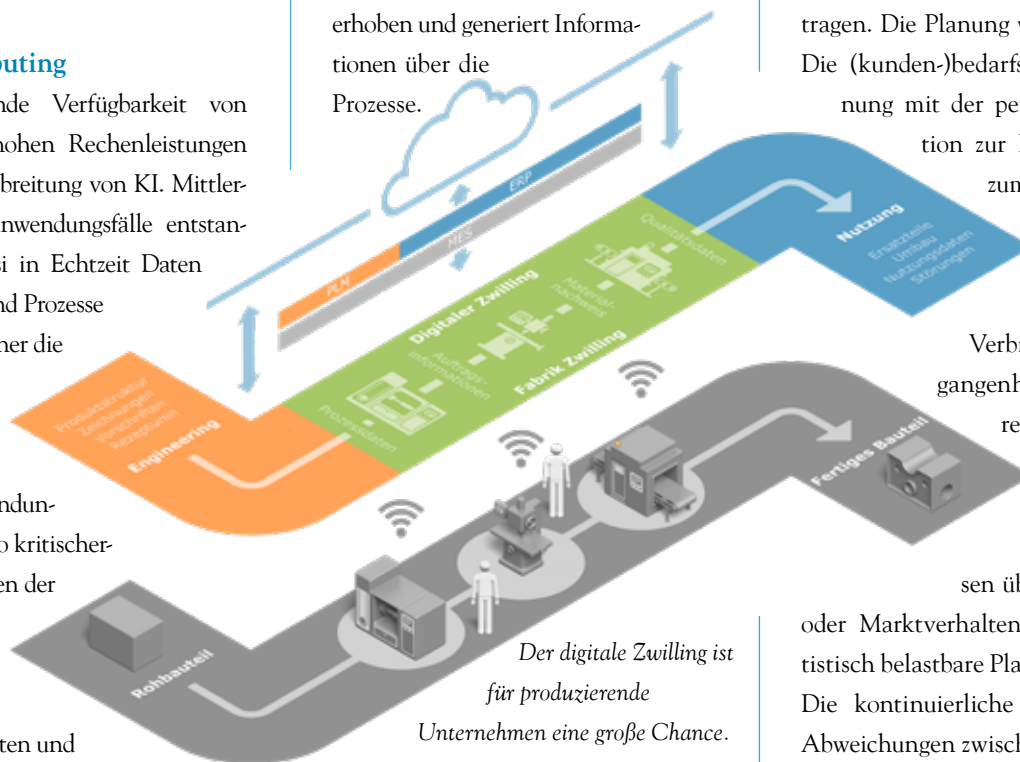 puting
nde Verfügbarkeit von
hohen Rechenleistungen
breitung von KI. Mittler-
nwendungsfälle entstan-
si in Echtzeit Daten
nd Prozesse
ner die
ndun-
o kritischer-
en der
ten und
erhoben und generiert Informa-
tionen über die
Prozesse.
PLM
ERP
MES
Produktstruktur
Zeichnungen
Vorschriften
Rezepturen
Engineering
Digitaler Zwilling
Prozessdaten
Auftrags-
informationen
Material-
nachweis
Qualitätsdaten
Fabrik Zwilling
Nutzung
Ersatzteile
Umbau
Nutzungsdaten
Störungen
Rohbauteil
Fertiges Bauteil
Der digitale Zwilling ist
für produzierende
Unternehmen eine große Chance.
tragen. Die Planung
Die (kunden-)bedarfs
nung mit der pe
tion zur
zum
Verbi
gangenh
re
sen üb
oder Marktverhalten
tistisch belastbare Pla
Die kontinuierliche
Abweichungen zwisch